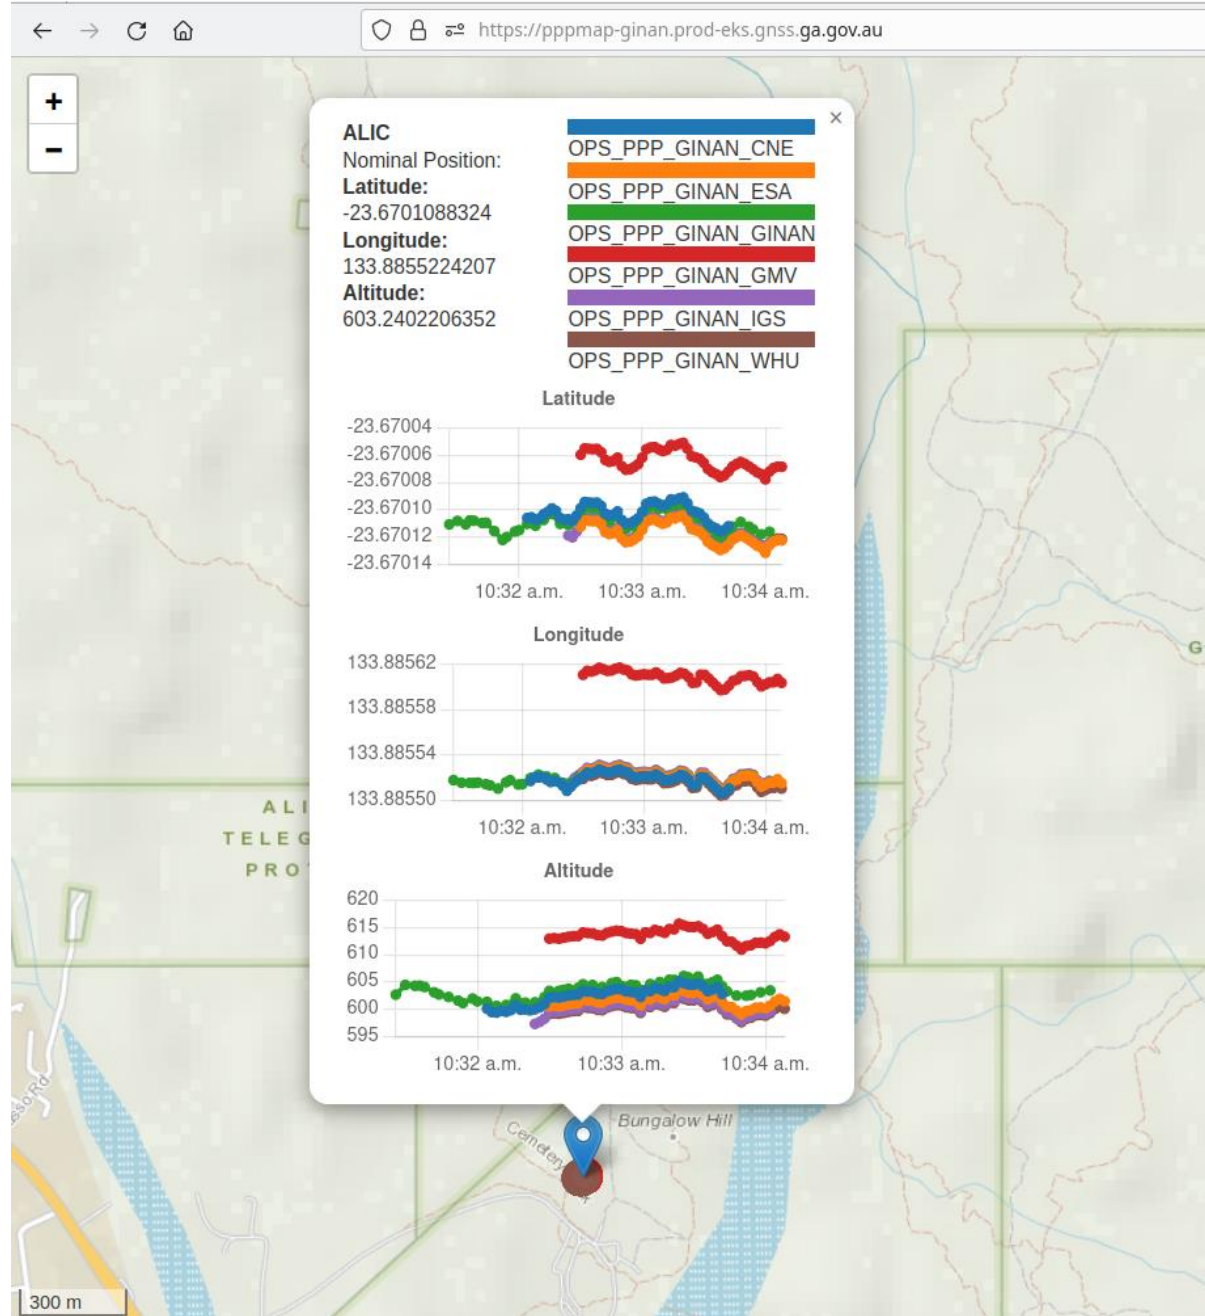 https://pppmap-ginan.prod-eks.gnss.ga.gov.au
+
−
×
ALIC
Nominal Position:
Latitude:
-23.6701088324
Longitude:
133.8855224207
Altitude:
603.2402206352
OPS_PPP_GINAN_CNE
OPS_PPP_GINAN_ESA
OPS_PPP_GINAN_GINAN
OPS_PPP_GINAN_GMV
OPS_PPP_GINAN_IGS
OPS_PPP_GINAN_WHU
Latitude
-23.67004
-23.67006
-23.67008
-23.67010
-23.67012
-23.67014
10:32 a.m. 10:33 a.m. 10:34 a.m.
Longitude
133.88562
133.88558
133.88554
133.88550
10:32 a.m. 10:33 a.m. 10:34 a.m.
Altitude
620
615
610
605
600
595
10:32 a.m. 10:33 a.m. 10:34 a.m.
G
ALI
TELEG
PRO
Rd
Cemetery
Bungalow Hill
300 m